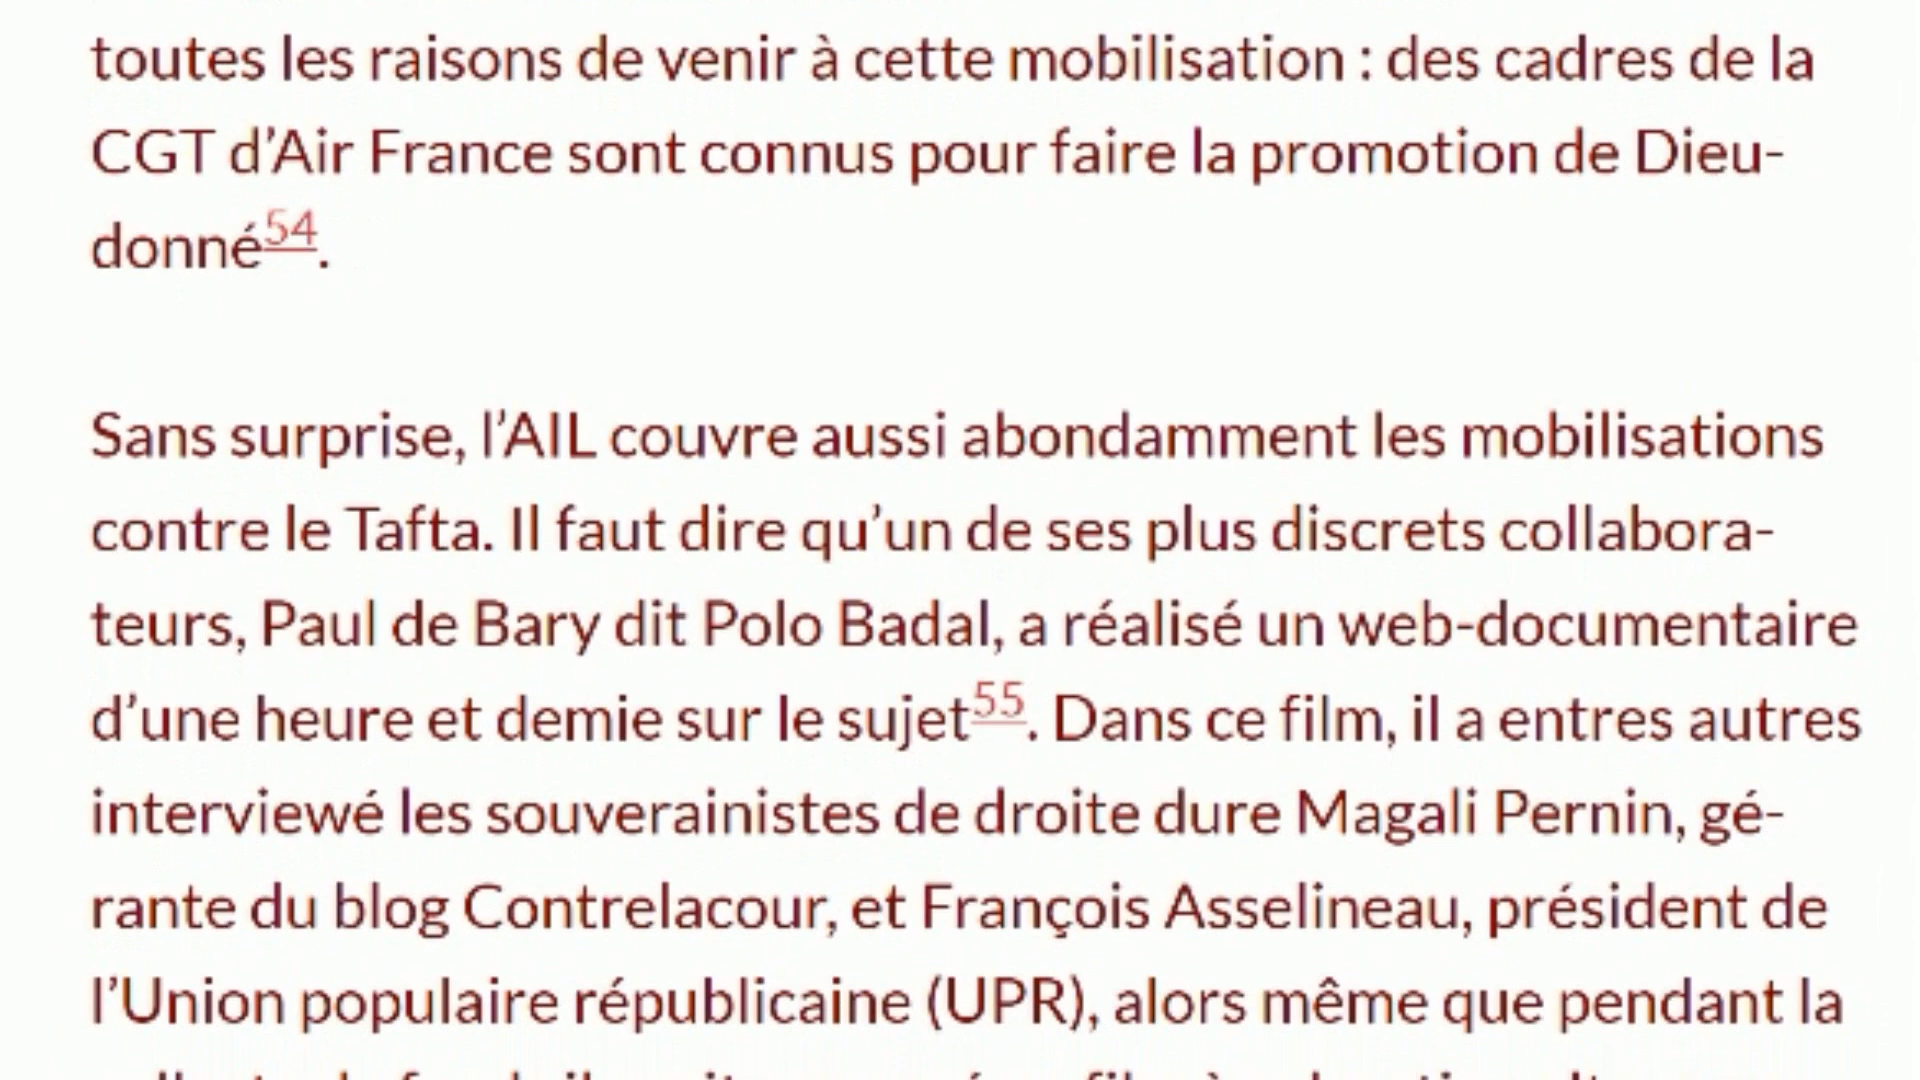 toutes les raisons de venir à cette mobilisation : des cadres de la
CGT d’Air France sont connus pour faire la promotion de Dieu-
donné54.
Sans surprise, l’AIL couvre aussi abondamment les mobilisations
contre le Tafta. Il faut dire qu’un de ses plus discrets collabora-
teurs, Paul de Bary dit Polo Badal, a réalisé un web-documentaire
d’une heure et demie sur le sujet55. Dans ce film, il a entres autres
interviewé les souverainistes de droite dure Magali Pernin, gé-
rante du blog Contrelacour, et François Asselineau, président de
l’Union populaire républicaine (UPR), alors même que pendant la